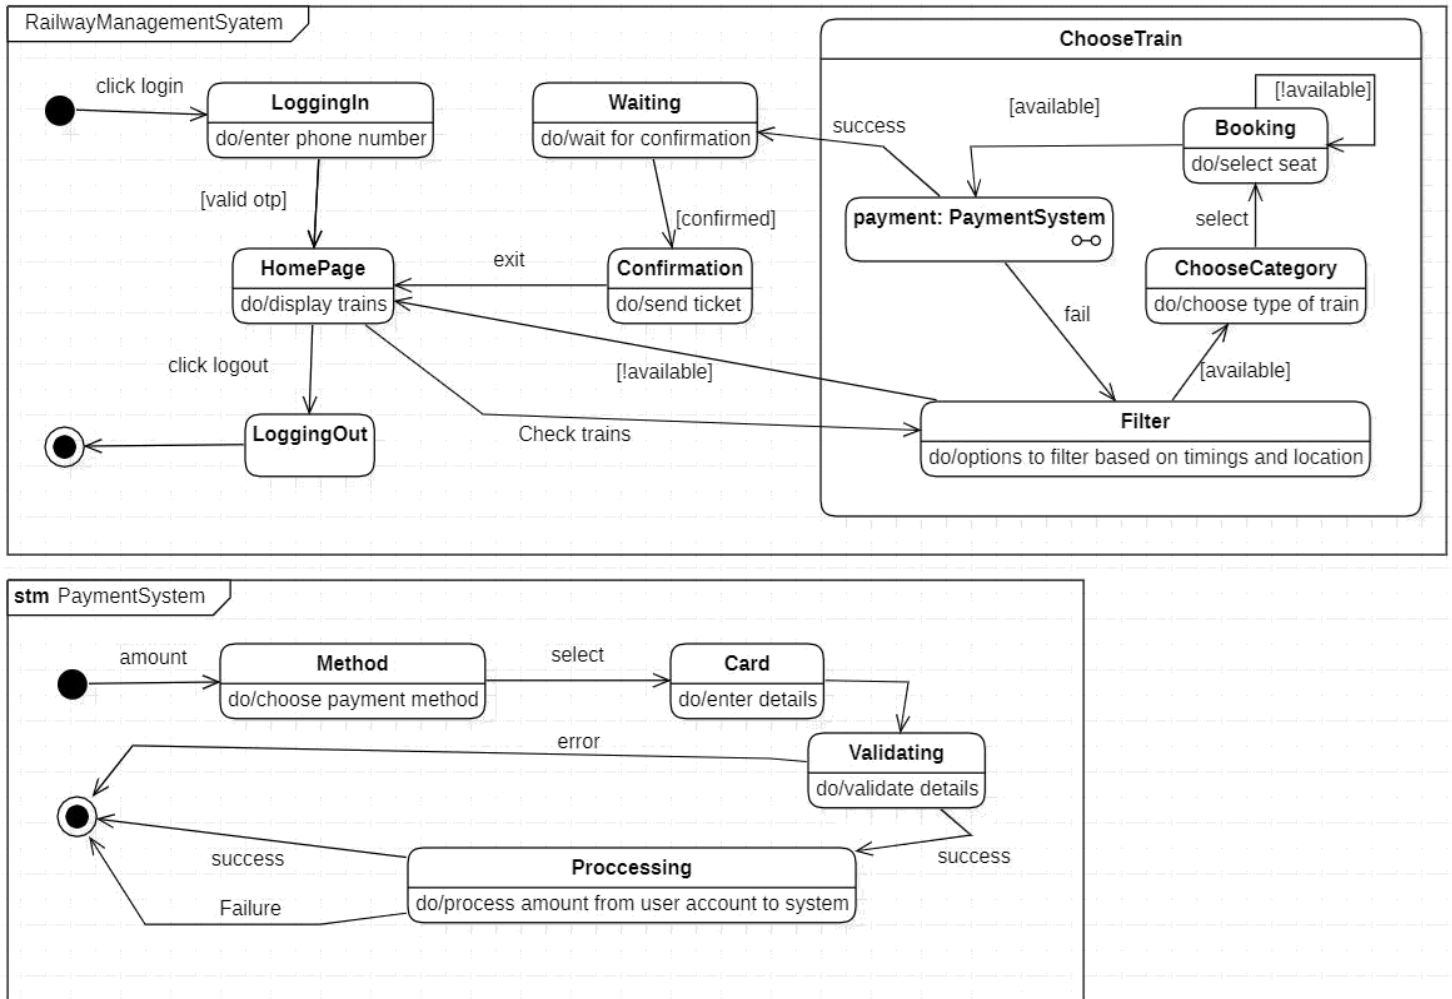 RailwayManagementSyatem
ChooseTrain
click login
LoggingIn
do/enter phone number
Waiting
do/wait for confirmation
success
[available]
[!available]
Booking
do/select seat
[valid otp]
[confirmed]
payment: PaymentSystem
select
HomePage
do/display trains
exit
Confirmation
do/send ticket
ChooseCategory
do/choose type of train
fail
click logout
[!available]
[available]
LoggingOut
Check trains
Filter
do/options to filter based on timings and location
stm PaymentSystem
amount
Method
do/choose payment method
select
Card
do/enter details
error
Validating
do/validate details
success
success
Proccessing
do/process amount from user account to system
Failure